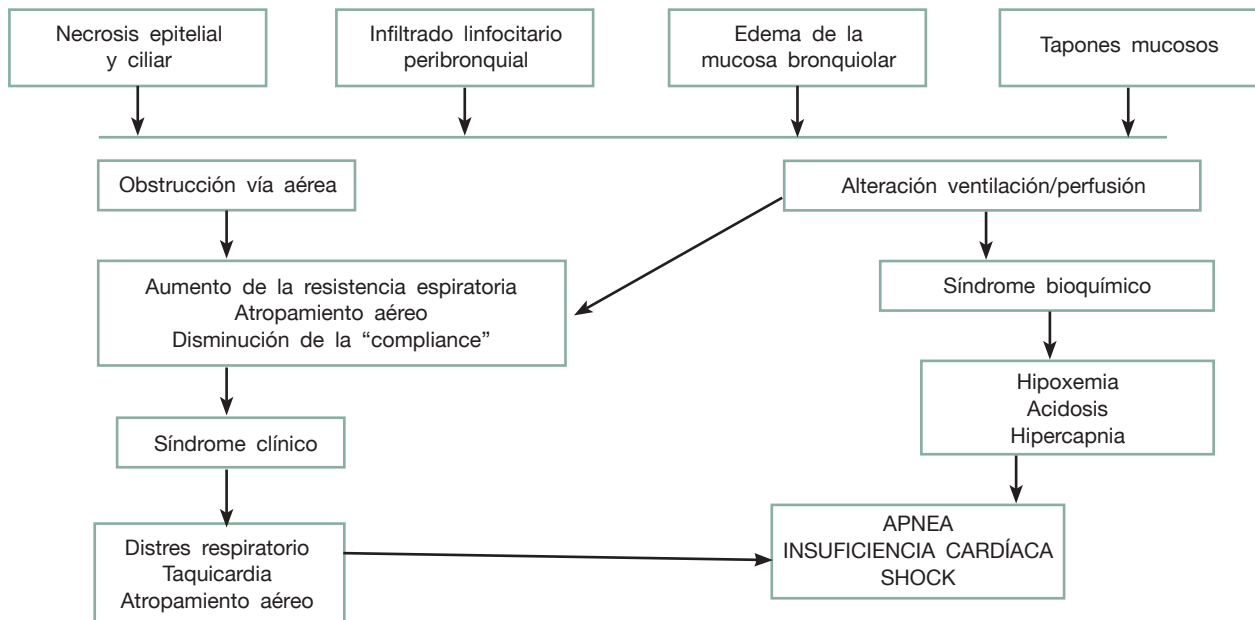 Necrosis epitelial
y ciliar
Infiltrado linfocitario
peribronquial
Edema de la
mucosa bronquiolar
Tapones mucosos
Obstrucción vía aérea
Alteración ventilación/perfusión
Aumento de la resistencia espiratoria
Atropamiento aéreo
Disminución de la “compliance”
Síndrome bioquímico
Hipoxemia
Acidosis
Hipercapnia
Síndrome clínico
Distres respiratorio
Taquicardia
Atropamiento aéreo
APNEA
INSUFICIENCIA CARDÍACA
SHOCK